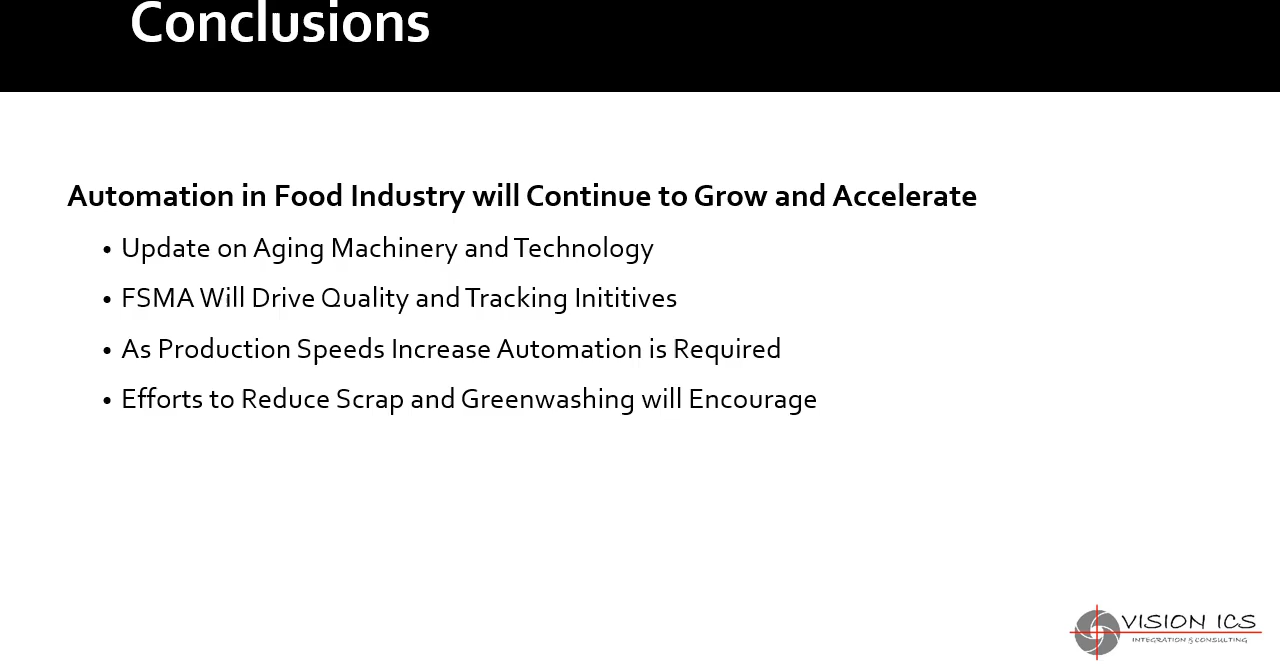 Conclusions
Automation in Food Industry will Continue to Grow and Accelerate
• Update on Aging Machinery and Technology
• FSMA Will Drive Quality and Tracking Inititives
• As Production Speeds Increase Automation is Required
• Efforts to Reduce Scrap and Greenwashing will Encourage
VISION ICS
INTEGRATION & CONSULTING